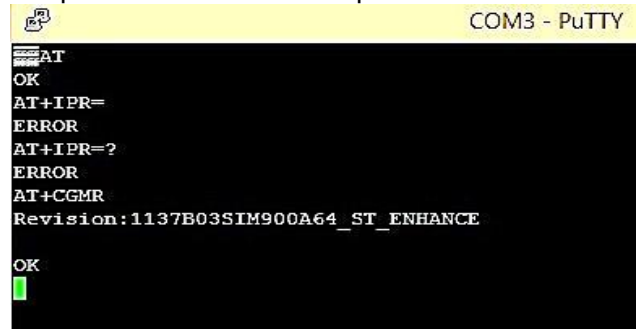 COM3 - PuTTY
AT
OK
AT+IPR=
ERROR
AT+IPR=?
ERROR
AT+CGMR
Revision:1137B03SIM900A64_ST_ENHANCE
OK